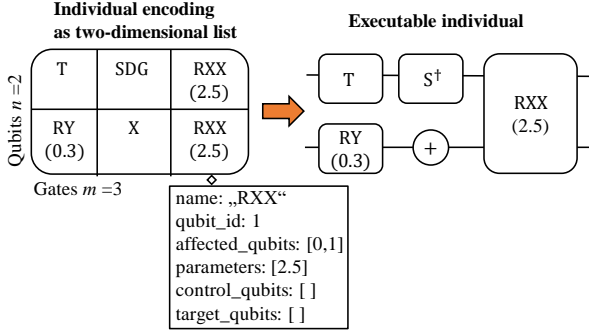 Individual encoding
as two-dimensional list
Executable individual
Qubits n =2
T SDG RXX
(2.5)
RY X RXX
(0.3) (2.5)
Gates m =3
T S†
RXX
(2.5)
RY
(0.3)
+
name: „RXX“
qubit_id: 1
affected_qubits: [0,1]
parameters: [2.5]
control_qubits: [ ]
target_qubits: [ ]